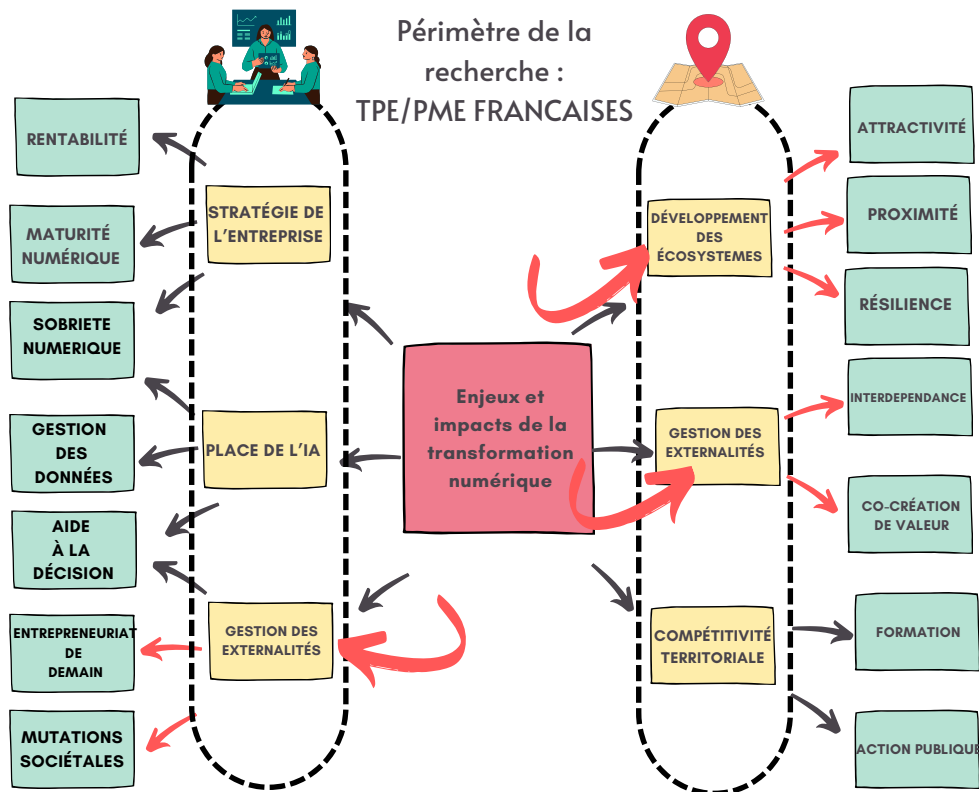 Périmètre de la
recherche :
TPE/PME FRANCAISES
RENTABILITÉ
MATURITÉ
NUMÉRIQUE
SOBRIETE
NUMERIQUE
GESTION
DES
DONNÉES
AIDE
À LA
DÉCISION
ENTREPRENEURIAT
DE
DEMAIN
MUTATIONS
SOCIÉTALES
STRATÉGIE DE
L'ENTREPRISE
PLACE DE L'IA
GESTION DES
EXTERNALITÉS
Enjeux et
impacts de la
transformation
numérique
DÉVELOPPEMENT
DES
ÉCOSYSTEMES
GESTION DES
EXTERNALITÉS
COMPÉTITIVITÉ
TERRITORIALE
ATTRACTIVITÉ
PROXIMITÉ
RÉSILIENCE
INTERDEPENDANCE
CO-CRÉATION
DE VALEUR
FORMATION
ACTION PUBLIQUE